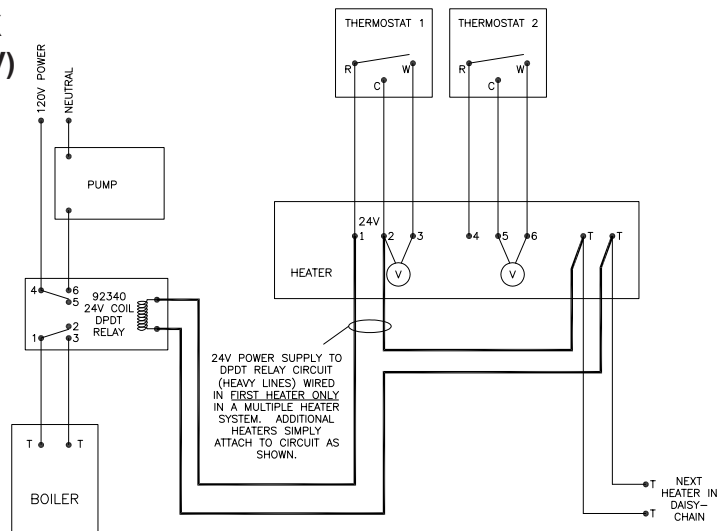 V)
120V POWER
NEUTRAL
THERMOSTAT 1
R
W
C
THERMOSTAT 2
R
W
C
PUMP
24V
1
2
3
4
5
6
T
T
HEATER
V
V
4
6
5
92340
24V COIL
DPDT
RELAY
2
1
3
24V POWER SUPPLY TO
DPDT RELAY CIRCUIT
(HEAVY LINES) WIRED
IN FIRST HEATER ONLY
IN A MULTIPLE HEATER
SYSTEM. ADDITIONAL
HEATERS SIMPLY
ATTACH TO CIRCUIT AS
SHOWN.
T
T
BOILER
T
T
NEXT
HEATER IN
DAISY-
CHAIN